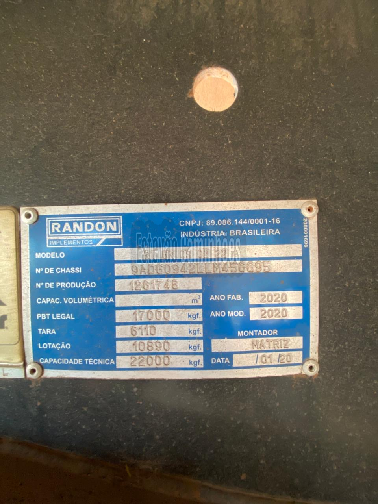 RANDON
IMPLEMENTOS
CNPJ: 89.086.144/0001-16
INDÚSTRIA BRASILEIRA
MODELO
Nº DE CHASSI
Nº DE PRODUÇÃO 1261748
CAPAC. VOLUMÉTRICA m³ ANO FAB. 2020
PBT LEGAL 17000 kgf. ANO MOD. 2020
TARA 6110 kgf. MONTADOR
LOTAÇÃO 10890 kgf. MATRIZ
CAPACIDADE TECNICA 22000 kgf. DATA /01/20